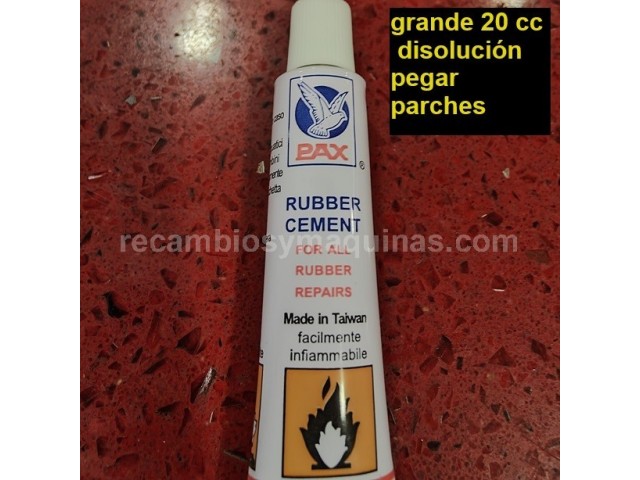 grande 20 cc
disolución
pegar
parches
PAX
®
RUBBER
CEMENT
FOR ALL
RUBBER
REPAIRS
Made in Taiwan
facilmente
infiammabile
recambiosymaquinas.com